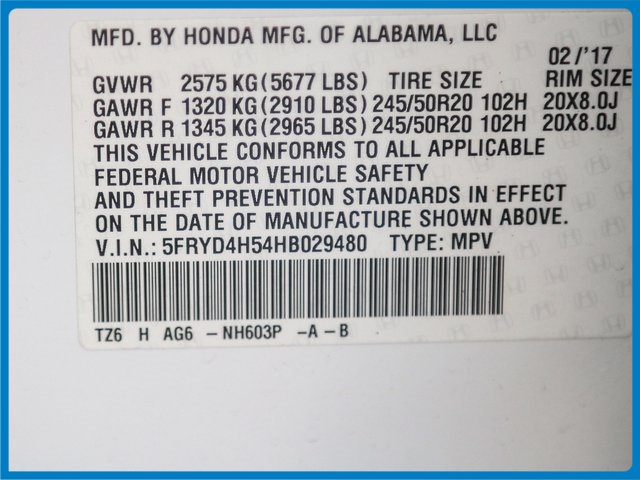 MFD. BY HONDA MFG. OF ALABAMA, LLC
02/'17
GVWR 2575 KG (5677 LBS) TIRE SIZE RIM SIZE
GAWR F 1320 KG (2910 LBS) 245/50R20 102H 20X8.0J
GAWR R 1345 KG (2965 LBS) 245/50R20 102H 20X8.0J
THIS VEHICLE CONFORMS TO ALL APPLICABLE
FEDERAL MOTOR VEHICLE SAFETY
AND THEFT PREVENTION STANDARDS IN EFFECT
ON THE DATE OF MANUFACTURE SHOWN ABOVE.
V.I.N.: 5FRYD4H54HB029480 TYPE: MPV
TZ6 H AG6 -NH603P -A-B